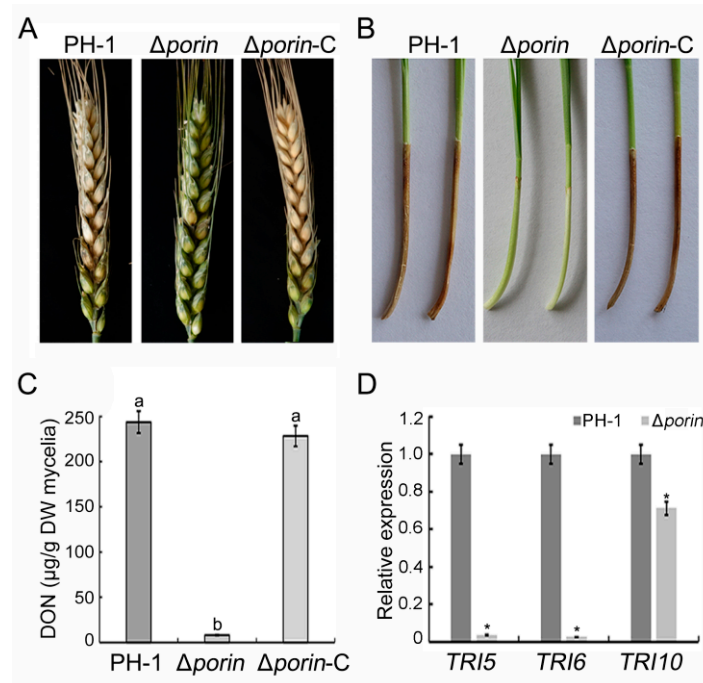 A
PH-1 Δporin Δporin-C
B
PH-1 Δporin Δporin-C
C
DON (µg/g DW mycelia)
250
200
150
100
50
0
a
b
a
PH-1 Δporin Δporin-C
D
PH-1 Δporin
Relative expression
1.2
1.0
0.8
0.6
0.4
0.2
0
*
*
*
TRI5 TRI6 TRI10